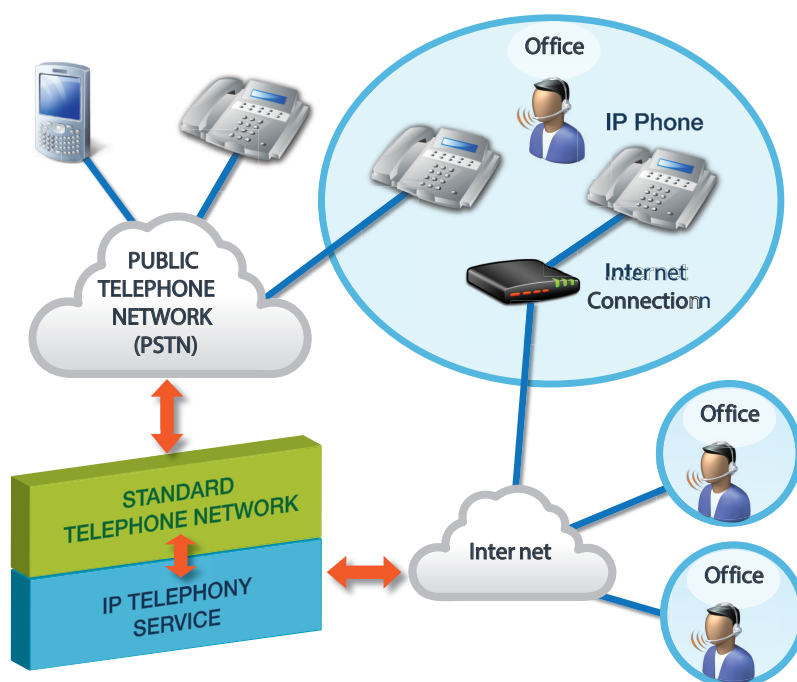 Office
IP Phone
Internet
Connection
PUBLIC
TELEPHONE
NETWORK
(PSTN)
Office
STANDARD
TELEPHONE NETWORK
Internet
IP TELEPHONY
SERVICE
Office